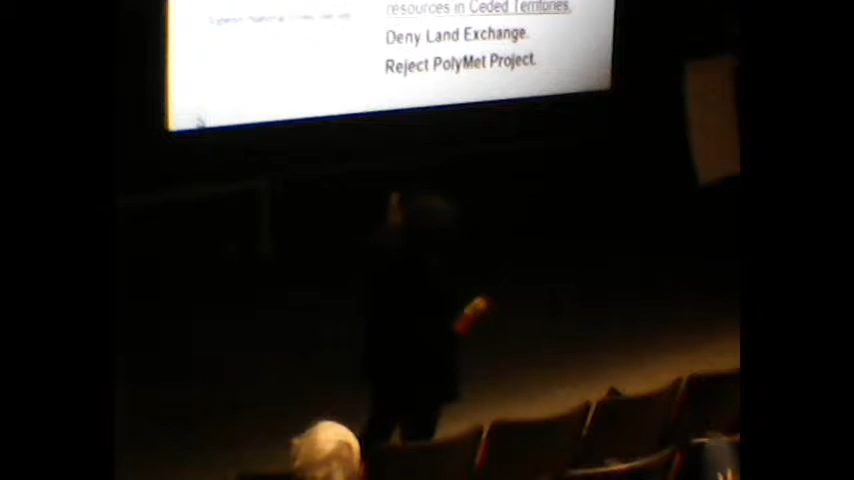 resources in Ceded Territories.
Deny Land Exchange.
Reject PolyMet Project.